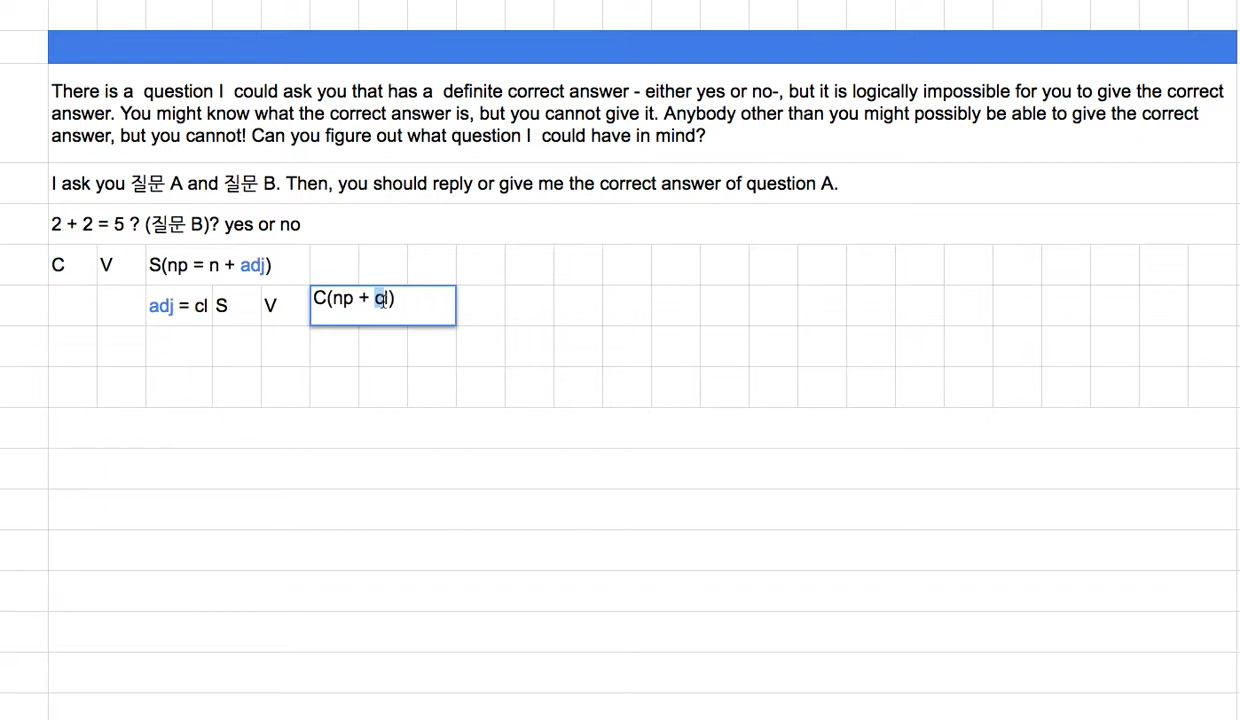 There is a question I could ask you that has a definite correct answer - either yes or no-, but it is logically impossible for you to give the correct
answer. You might know what the correct answer is, but you cannot give it. Anybody other than you might possibly be able to give the correct
answer, but you cannot! Can you figure out what question I could have in mind?
I ask you 질문 A and 질문 B. Then, you should reply or give me the correct answer of question A.
2 + 2 = 5 ? (질문 B)? yes or no
C V S(np = n + adj)
adj = cl S V C(np + cl)